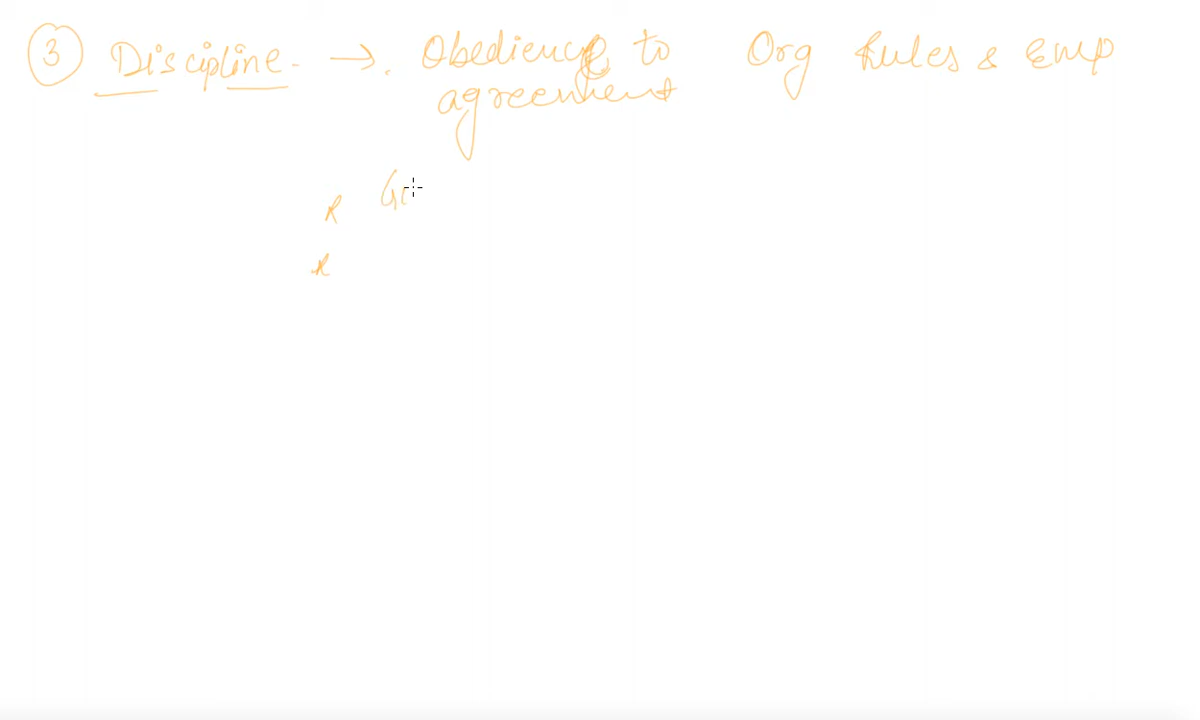 ③ Discipline. → . Obedience to Org Rules & Emp
agreement